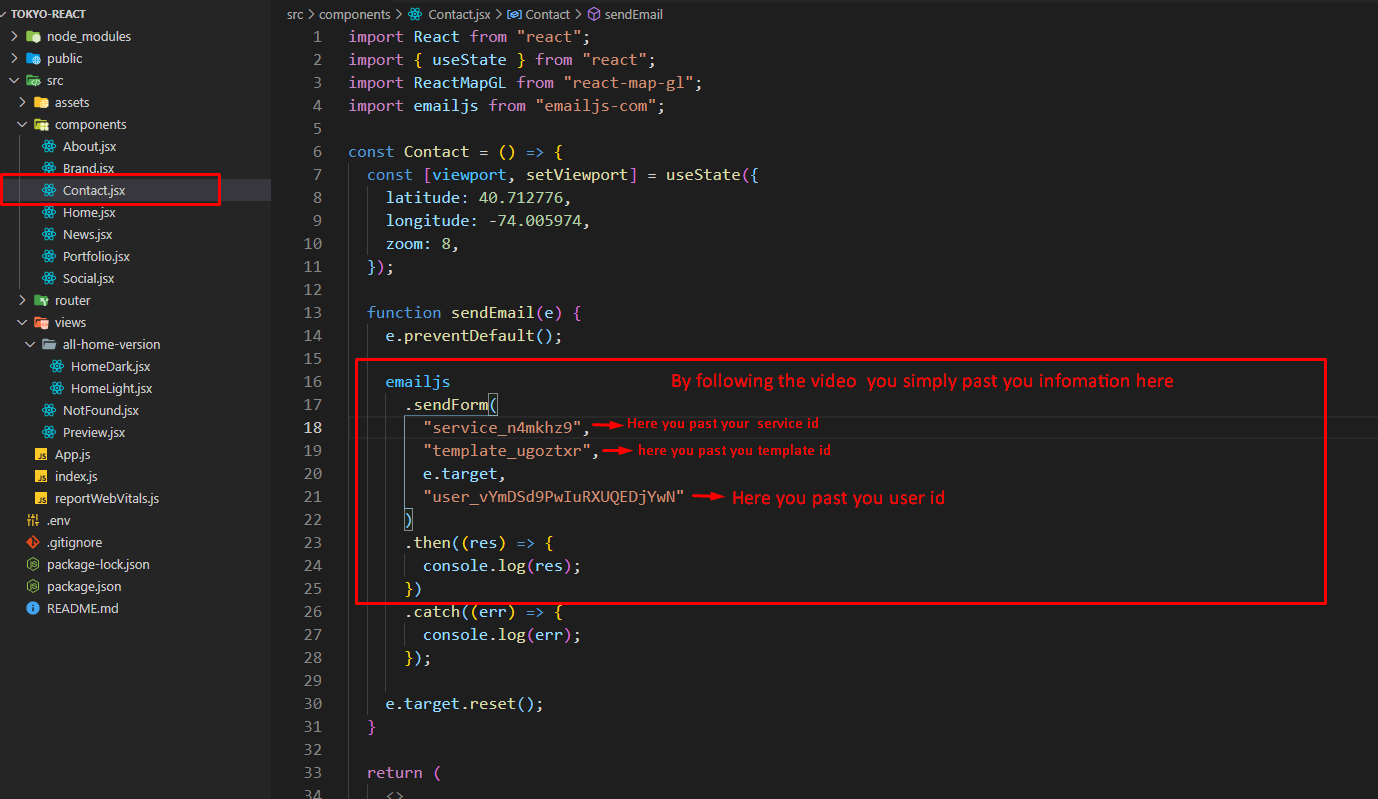 TOKYO-REACT
node_modules
public
src
assets
components
About.jsx
Brand.jsx
Contact.jsx
Home.jsx
News.jsx
Portfolio.jsx
Social.jsx
router
views
all-home-version
HomeDark.jsx
HomeLight.jsx
NotFound.jsx
Preview.jsx
App.js
index.js
reportWebVitals.js
.env
.gitignore
package-lock.json
package.json
README.md
src > components > Contact.jsx > Contact > sendEmail
1 import React from "react";
2 import { useState } from "react";
3 import ReactMapGL from "react-map-gl";
4 import emailjs from "emailjs-com";
5
6 const Contact = () => {
7 const [viewport, setViewport] = useState({
8 latitude: 40.712776,
9 longitude: -74.005974,
10 zoom: 8,
11 });
12
13 function sendEmail(e) {
14 e.preventDefault();
15
16 emailjs By following the video you simply past you infomation here
17 .sendForm(
18 "service_n4mkhz9", Here you past your service id
19 "template_ugoztxr", here you past you template id
20 e.target,
21 "user_vYmDSd9PwIuRXUQEDjYwN" Here you past you user id
22 )
23 .then((res) => {
24 console.log(res);
25 })
26 .catch((err) => {
27 console.log(err);
28 });
29
30 e.target.reset();
31 }
32
33 return (
34 <>